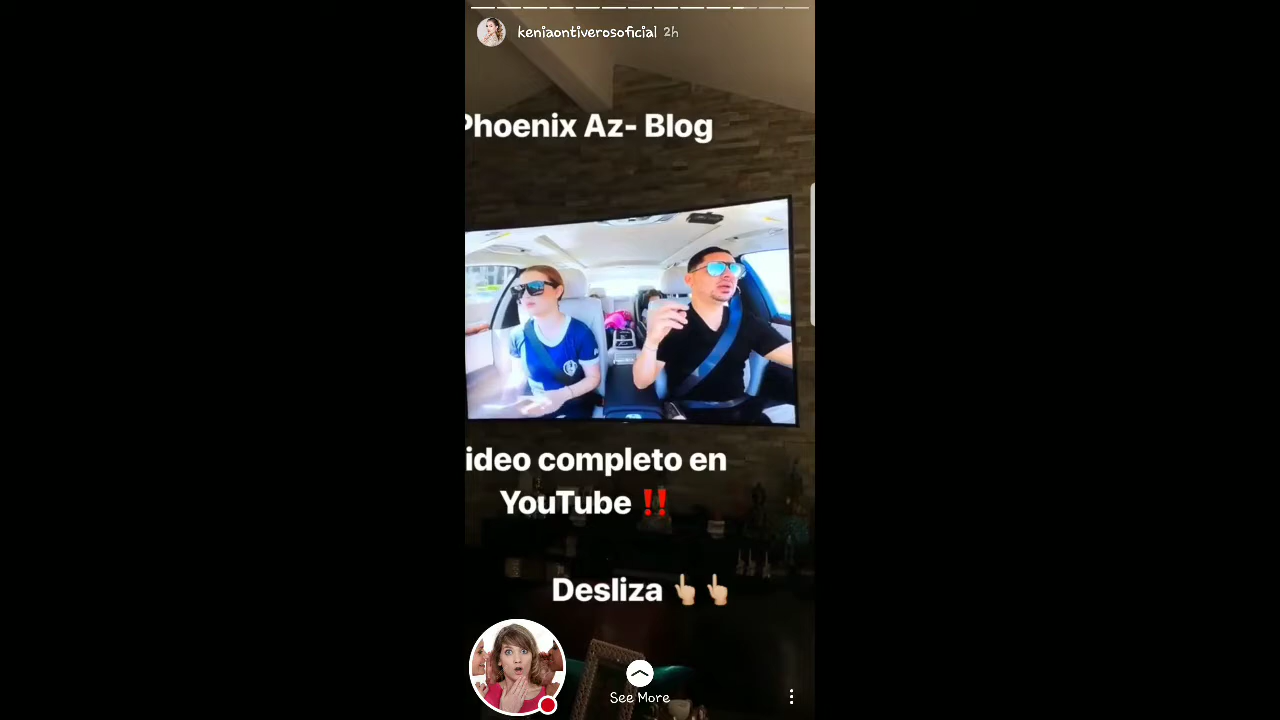 keniaontiverosoficial 2h
Phoenix Az- Blog
ideo completo en
YouTube ‼️
Desliza 👆🏻👆🏻
See More